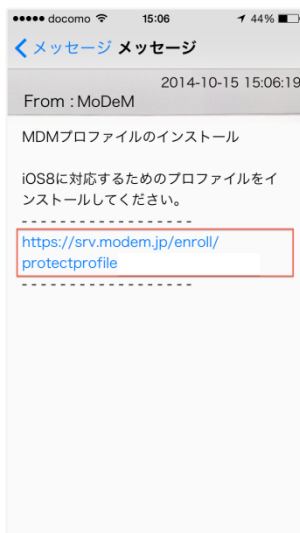 docomo 15:06 44%
メッセージ メッセージ
2014-10-15 15:06:19
From : MoDeM
MDMプロファイルのインストール
iOS8に対応するためのプロファイルをイ
ンストールしてください。
- - - - - - - - - - - - - - - - - -
https://srv.modem.jp/enroll/
protectprofile
- - - - - - - - - - - - - - - - - -